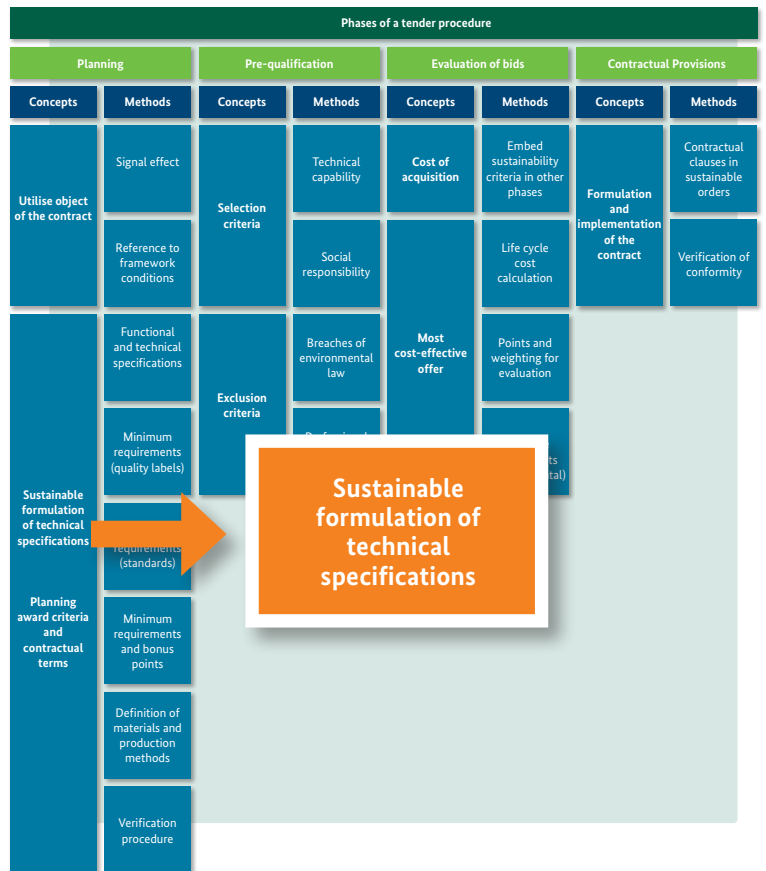 Phases of a tender procedure
Planning
Pre-qualification
Evaluation of bids
Contractual Provisions
Concepts
Methods
Concepts
Methods
Concepts
Methods
Concepts
Methods
Utilise object
of the contract
Signal effect
Reference to
framework
conditions
Selection
criteria
Technical
capability
Social
responsibility
Cost of
acquisition
Embed
sustainability
criteria in other
phases
Life cycle
cost
calculation
Formulation
and
implementation
of the
contract
Contractual
clauses in
sustainable
orders
Verification of
conformity
Sustainable
formulation
of technical
specifications
Planning
award criteria
and
contractual
terms
Functional
and technical
specifications
Minimum
requirements
(quality labels)
requirements
(standards)
Minimum
requirements
and bonus
points
Definition of
materials and
production
methods
Verification
procedure
Exclusion
criteria
Breaches of
environmental
law
Most
cost-effective
offer
Points and
weighting for
evaluation
Sustainable
formulation of
technical
specifications